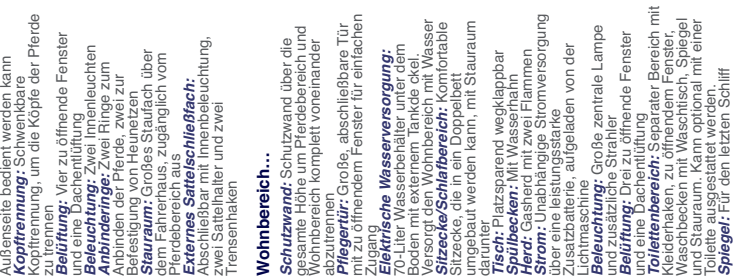 Außenseite bedient werden kann
Kopftrennung: Schwenkbare
Kopftrennung, um die Köpfe der Pferde
zu trennen
Belüftung: Vier zu öffnende Fenster
und eine Dachentlüftung
Beleuchtung: Zwei Innenleuchten
Anbinderinge: Zwei Ringe zum
Anbinden der Pferde, zwei zur
Befestigung von Heunetzen
Stauraum: Großes Staufach über
dem Fahrerhaus, zugänglich vom
Pferdebereich aus
Externes Sattelschließfach:
Abschließbar mit Innenbeleuchtung,
zwei Sattelhalter und zwei
Trensenhaken
Wohnbereich...
Schutzwand: Schutzwand über die
gesamte Höhe um Pferdebereich und
Wohnbereich komplett voneinander
abzutrennen
Pflegertür: Große, abschließbare Tür
mit zu öffnendem Fenster für einfachen
Zugang
Elektrische Wasserversorgung:
70-Liter Wasserbehälter unter dem
Boden mit externem Tankde ckel.
Versorgt den Wohnbereich mit Wasser
Sitzecke/Schlafbereich: Komfortable
Sitzecke, die in ein Doppelbett
umgebaut werden kann, mit Stauraum
darunter
Tisch: Platzsparend wegklappbar
Spülbecken: Mit Wasserhahn
Herd: Gasherd mit zwei Flammen
Strom: Unabhängige Stromversorgung
über eine leistungsstarke
Zusatzbatterie, aufgeladen von der
Lichtmaschine
Beleuchtung: Große zentrale Lampe
und zusätzliche Strahler
Belüftung: Drei zu öffnende Fenster
und eine Dachentlüftung
Toilettenbereich: Separater Bereich mit
Kleiderhaken, zu öffnendem Fenster,
Waschbecken mit Waschtisch, Spiegel
und Stauraum. Kann optional mit einer
Toilette ausgestattet werden.
Spiegel: Für den letzten Schliff